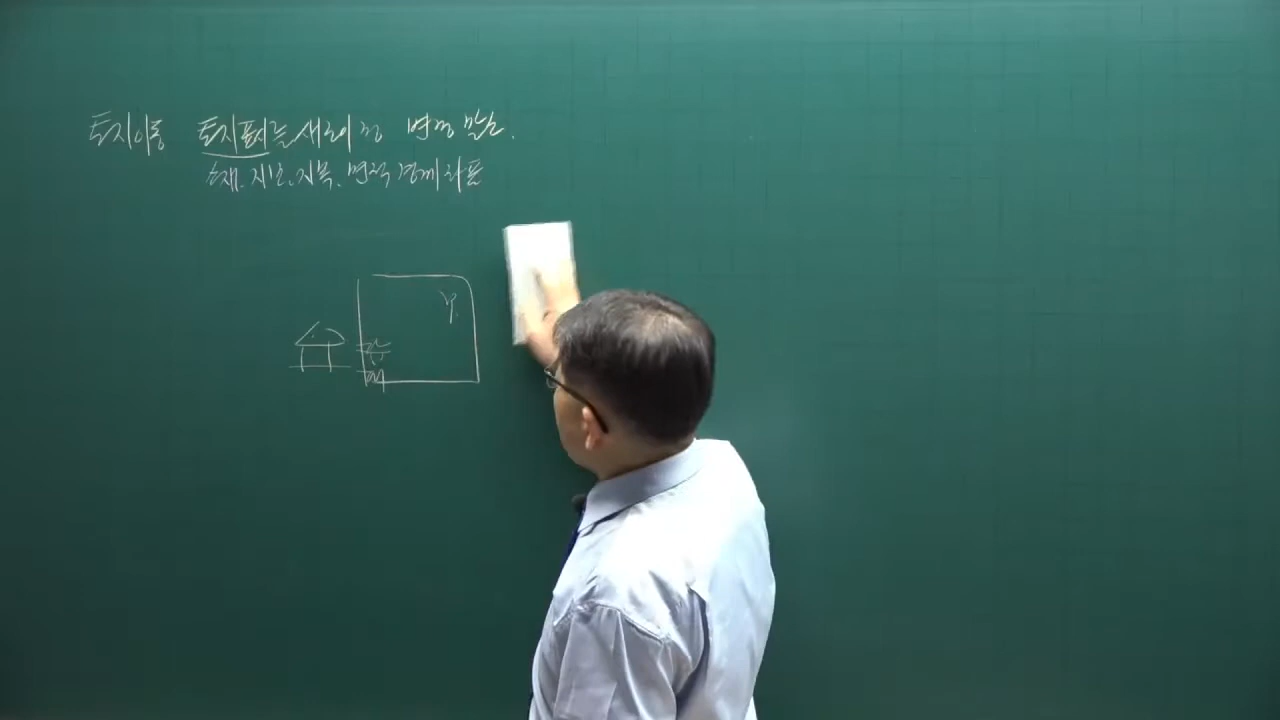 토지이동 토지표시를 새로이 정 변경 말소.
소재. 지번. 지목. 면적 경계 좌표